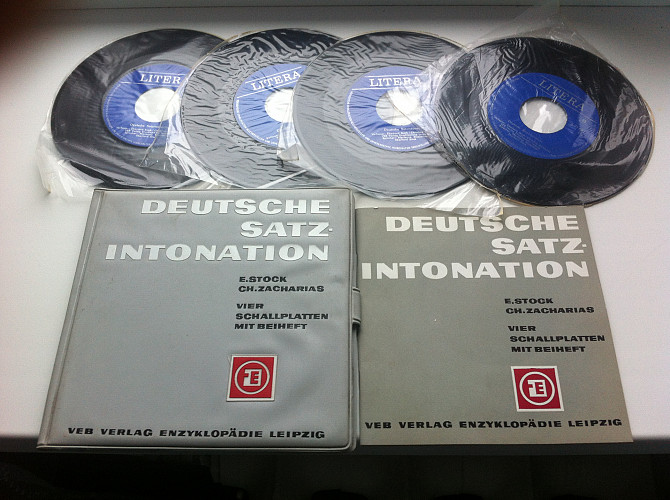 LITERA
LITERA
LITERA
LITERA
DEUTSCHE
SATZ-
INTONATION
E.STOCK
CH.ZACHARIAS
VIER
SCHALLPLATTEN
MIT BEIHEFT
VEB VERLAG ENZYKLOPÄDIE LEIPZIG
DEUTSCHE
SATZ-
INTONATION
E.STOCK
CH.ZACHARIAS
VIER
SCHALLPLATTEN
MIT BEIHEFT
VEB VERLAG ENZYKLOPÄDIE LEIPZIG